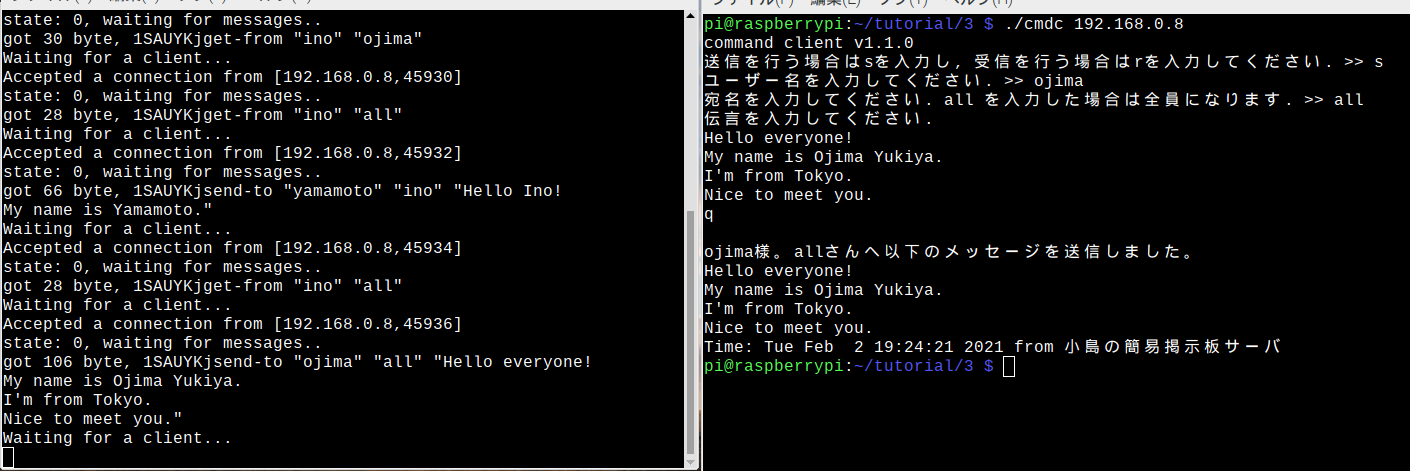 state: 0, waiting for messages..
got 30 byte, 1SAUYKjget-from "ino" "ojima"
Waiting for a client...
Accepted a connection from [192.168.0.8,45930]
state: 0, waiting for messages..
got 28 byte, 1SAUYKjget-from "ino" "all"
Waiting for a client...
Accepted a connection from [192.168.0.8,45932]
state: 0, waiting for messages..
got 66 byte, 1SAUYKjsend-to "yamamoto" "ino" "Hello Ino!
My name is Yamamoto."
Waiting for a client...
Accepted a connection from [192.168.0.8,45934]
state: 0, waiting for messages..
got 28 byte, 1SAUYKjget-from "ino" "all"
Waiting for a client...
Accepted a connection from [192.168.0.8,45936]
state: 0, waiting for messages..
got 106 byte, 1SAUYKjsend-to "ojima" "all" "Hello everyone!
My name is Ojima Yukiya.
I'm from Tokyo.
Nice to meet you."
Waiting for a client...
pi@raspberrypi:~/tutorial/3 $ ./cmdc 192.168.0.8
command client v1.1.0
送信を行う場合はsを入力し, 受信を行う場合はrを入力してください. >> s
ユーザー名を入力してください. >> ojima
宛名を入力してください. all を入力した場合は全員になります. >> all
伝言を入力してください.
Hello everyone!
My name is Ojima Yukiya.
I'm from Tokyo.
Nice to meet you.
q
ojima様。allさんへ以下のメッセージを送信しました。
Hello everyone!
My name is Ojima Yukiya.
I'm from Tokyo.
Nice to meet you.
Time: Tue Feb  2 19:24:21 2021 from 小島の簡易掲示板サーバ
pi@raspberrypi:~/tutorial/3 $